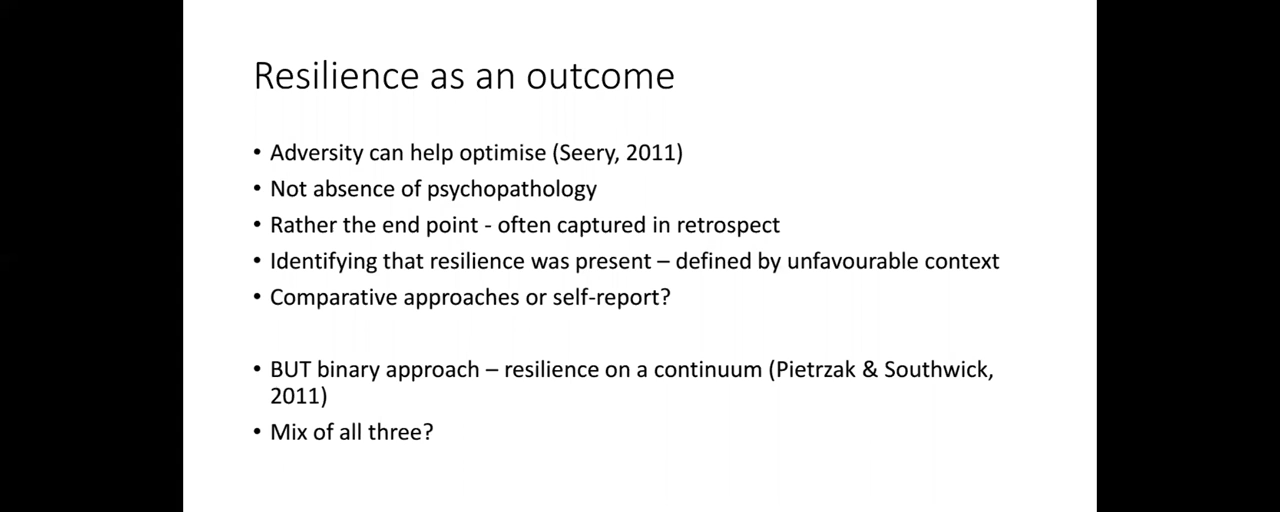 Resilience as an outcome
• Adversity can help optimise (Seery, 2011)
• Not absence of psychopathology
• Rather the end point - often captured in retrospect
• Identifying that resilience was present – defined by unfavourable context
• Comparative approaches or self-report?
• BUT binary approach – resilience on a continuum (Pietrzak & Southwick,
2011)
• Mix of all three?